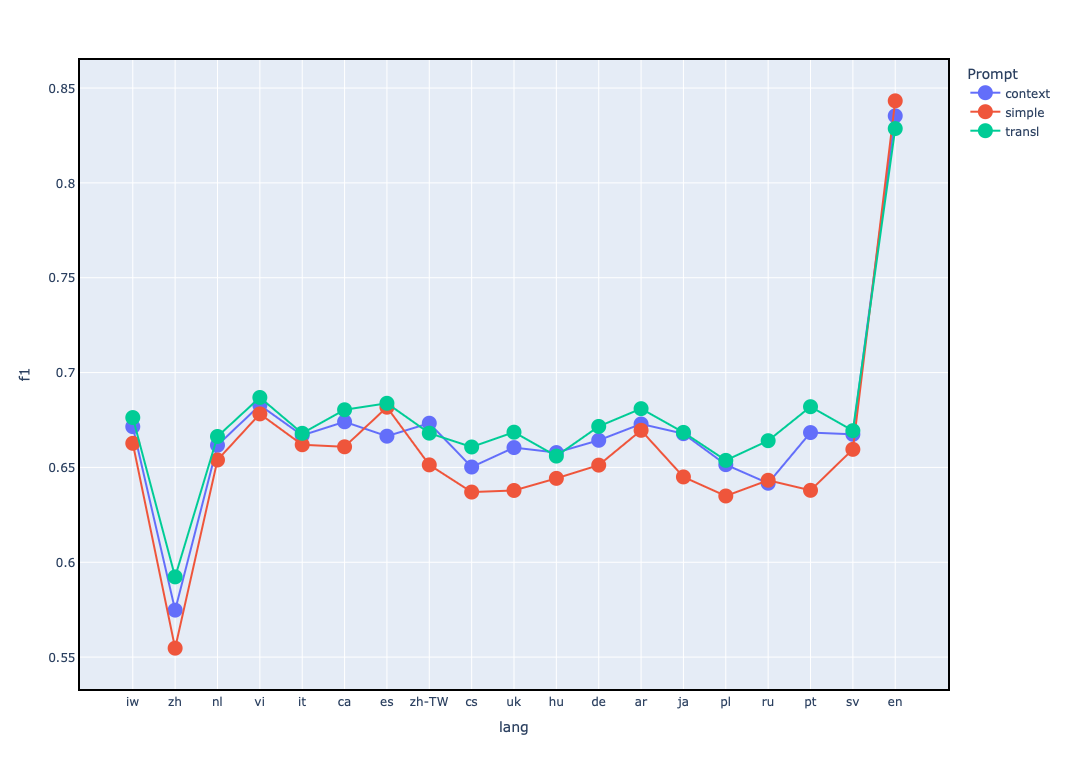 Prompt
context
simple
transl
0.85
0.8
0.75
0.7
0.65
0.6
0.55
f1
iw zh nl vi it ca es zh-TW cs uk hu de ar ja pl ru pt sv en
lang